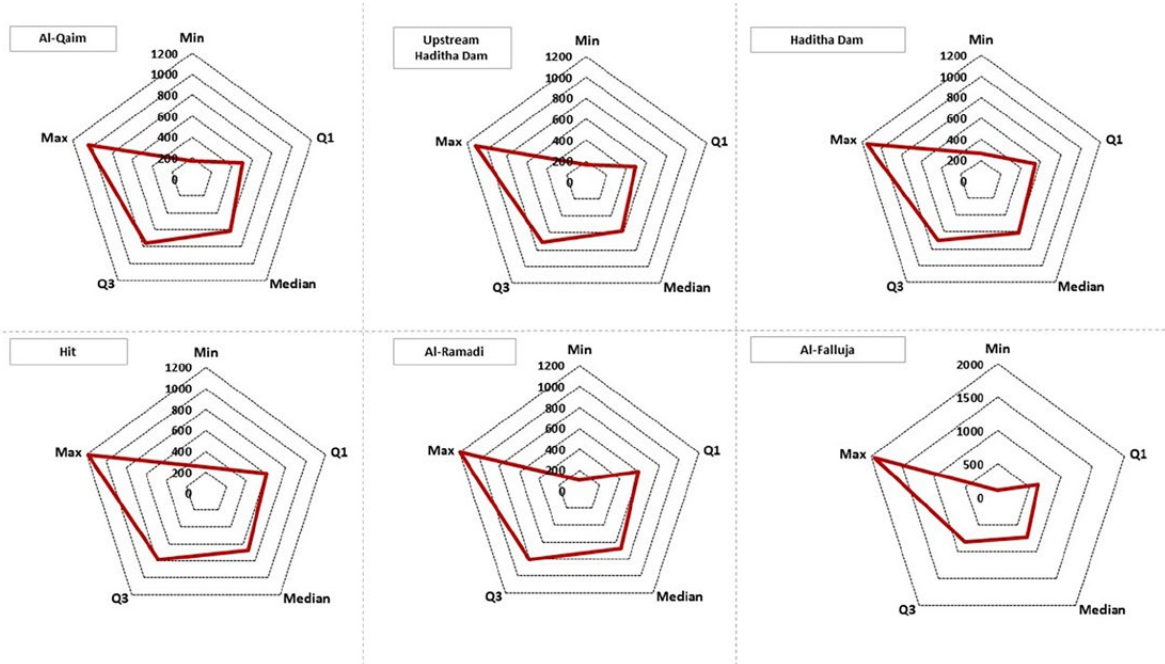 Al-Qaim
Min
1200
1000
800
600
400
200
0
Max
Q1
Q3
Median
Upstream
Haditha Dam
Min
1200
1000
800
600
400
200
0
Max
Q1
Q3
Median
Haditha Dam
Min
1200
1000
800
600
400
200
0
Max
Q1
Q3
Median
Hit
Min
1200
1000
800
600
400
200
0
Max
Q1
Q3
Median
Al-Ramadi
Min
1200
1000
800
600
400
200
0
Max
Q1
Q3
Median
Al-Falluja
Min
2000
1500
1000
500
0
Max
Q1
Q3
Median